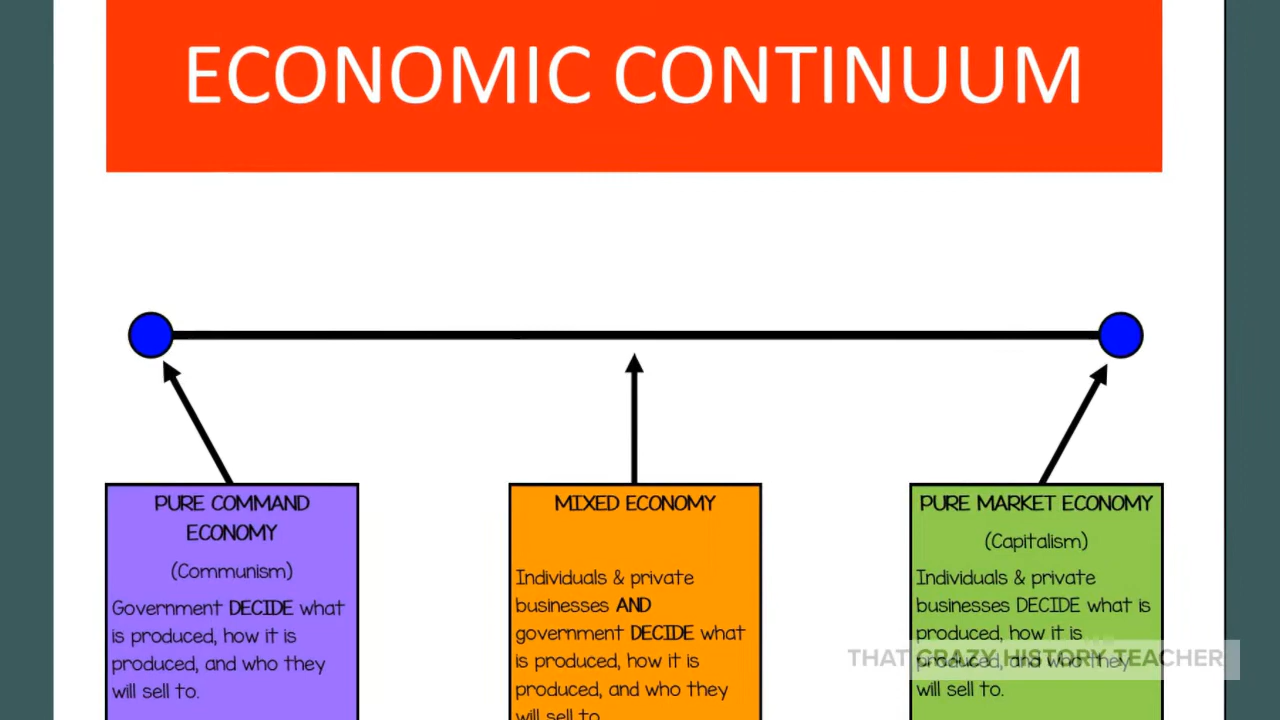 ECONOMIC CONTINUUM
PURE COMMAND
ECONOMY
(Communism)
Government DECIDE what
is produced, how it is
produced, and who they
will sell to.
MIXED ECONOMY
Individuals & private
businesses AND
government DECIDE what
is produced, how it is
produced, and who they
will sell to
PURE MARKET ECONOMY
(Capitalism)
Individuals & private
businesses DECIDE what is
produced, how it is
produced, and who they
will sell to.
THAT CRAZY HISTORY TEACHER